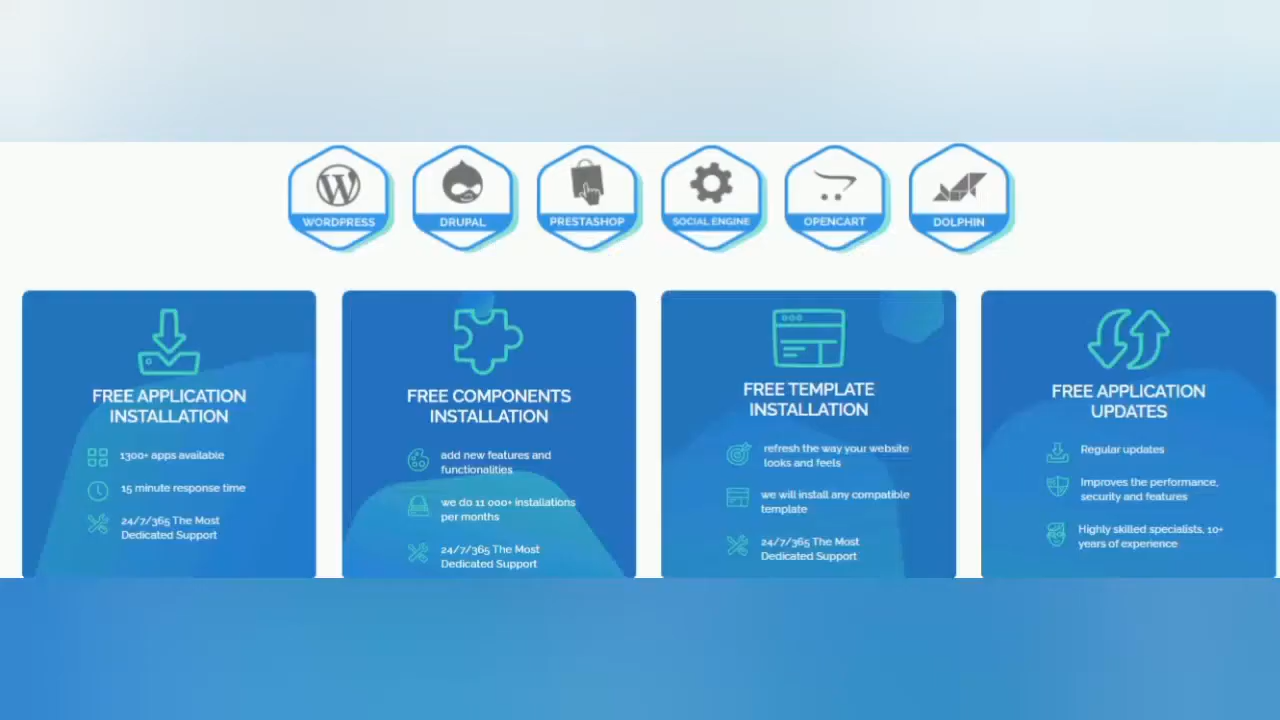 WORDPRESS
DRUPAL
PRESTASHOP
SOCIAL ENGINE
OPENCART
DOLPHIN
FREE APPLICATION
INSTALLATION
1300+ apps available
15 minute response time
24/7/365 The Most
Dedicated Support
FREE COMPONENTS
INSTALLATION
add new features and
functionalities
we do 11 000+ installations
per months
24/7/365 The Most
Dedicated Support
FREE TEMPLATE
INSTALLATION
refresh the way your website
looks and feels
we will install any compatible
template
24/7/365 The Most
Dedicated Support
FREE APPLICATION
UPDATES
Regular updates
Improves the performance,
security and features
Highly skilled specialists, 10+
years of experience